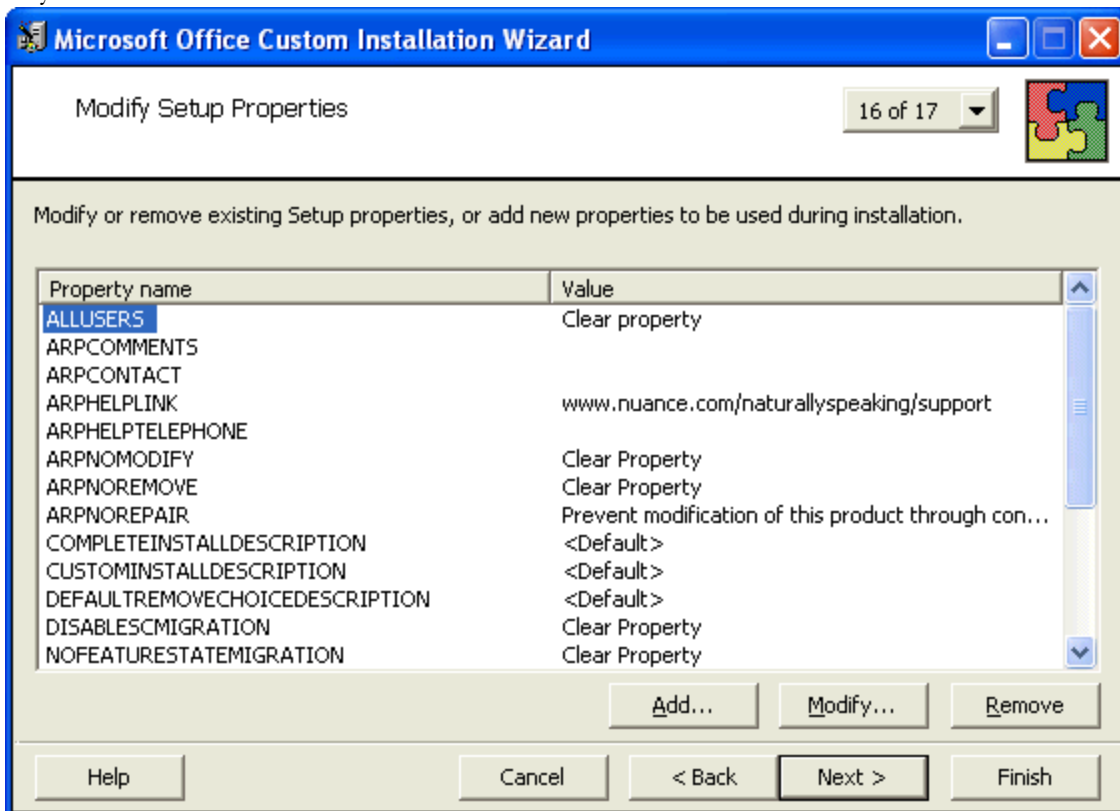 Microsoft Office Custom Installation Wizard
Modify Setup Properties
16 of 17
Modify or remove existing Setup properties, or add new properties to be used during installation.
Property name Value
ALLUSERS Clear property
ARPCOMMENTS
ARPCONTACT
ARPHELPLINK www.nuance.com/naturallyspeaking/support
ARPHELPTELEPHONE
ARPNOMODIFY Clear Property
ARPNOREMOVE Clear Property
ARPNOREPAIR Prevent modification of this product through con...
COMPLETEINSTALLDESCRIPTION <Default>
CUSTOMINSTALLDESCRIPTION <Default>
DEFAULTREMOVECHOICEDESCRIPTION <Default>
DISABLESCMIGRATION Clear Property
NOFEATURESTATEMIGRATION Clear Property
Add... Modify... Remove
Help Cancel < Back Next > Finish